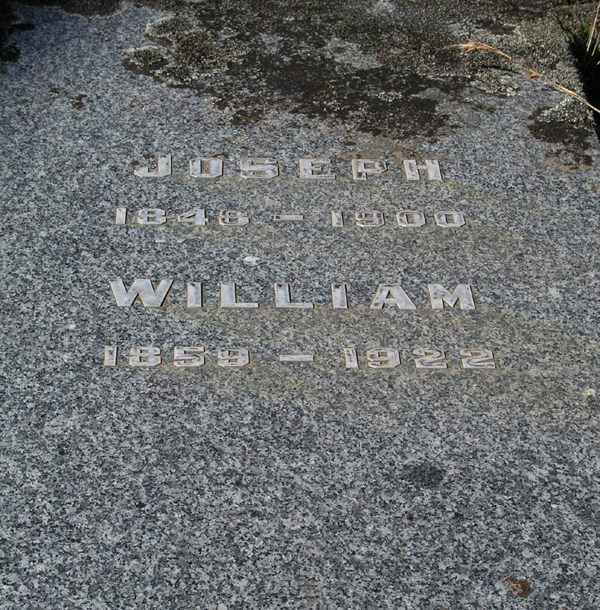 JOSEPH
1848 – 1900
WILLIAM
1859 – 1922